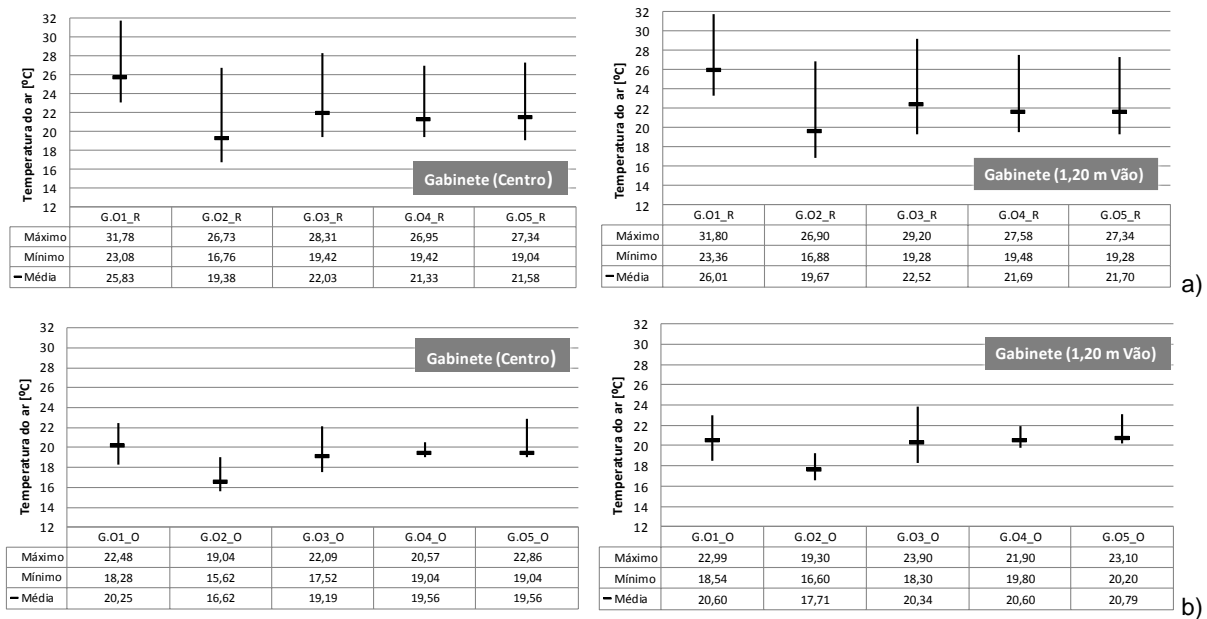 Temperatura do ar [ºC]
32
30
28
26
24
22
20
18
16
14
12
Gabinete (Centro)
G.O1_R G.O2_R G.O3_R G.O4_R G.O5_R
Máximo 31,78 26,73 28,31 26,95 27,34
Mínimo 23,08 16,76 19,42 19,42 19,04
Média 25,83 19,38 22,03 21,33 21,58
Temperatura do ar [ºC]
32
30
28
26
24
22
20
18
16
14
12
Gabinete (1,20 m Vão)
G.O1_R G.O2_R G.O3_R G.O4_R G.O5_R
Máximo 31,80 26,90 29,20 27,58 27,34
Mínimo 23,36 16,88 19,28 19,48 19,28
Média 26,01 19,67 22,52 21,69 21,70
a)
Temperatura do ar [ºC]
32
30
28
26
24
22
20
18
16
14
12
Gabinete (Centro)
G.O1_O G.O2_O G.O3_O G.O4_O G.O5_O
Máximo 22,48 19,04 22,09 20,57 22,86
Mínimo 18,28 15,62 17,52 19,04 19,04
Média 20,25 16,62 19,19 19,56 19,56
Temperatura do ar [ºC]
32
30
28
26
24
22
20
18
16
14
12
Gabinete (1,20 m Vão)
G.O1_O G.O2_O G.O3_O G.O4_O G.O5_O
Máximo 22,99 19,30 23,90 21,90 23,10
Mínimo 18,54 16,60 18,30 19,80 20,20
Média 20,60 17,71 20,34 20,60 20,79
b)